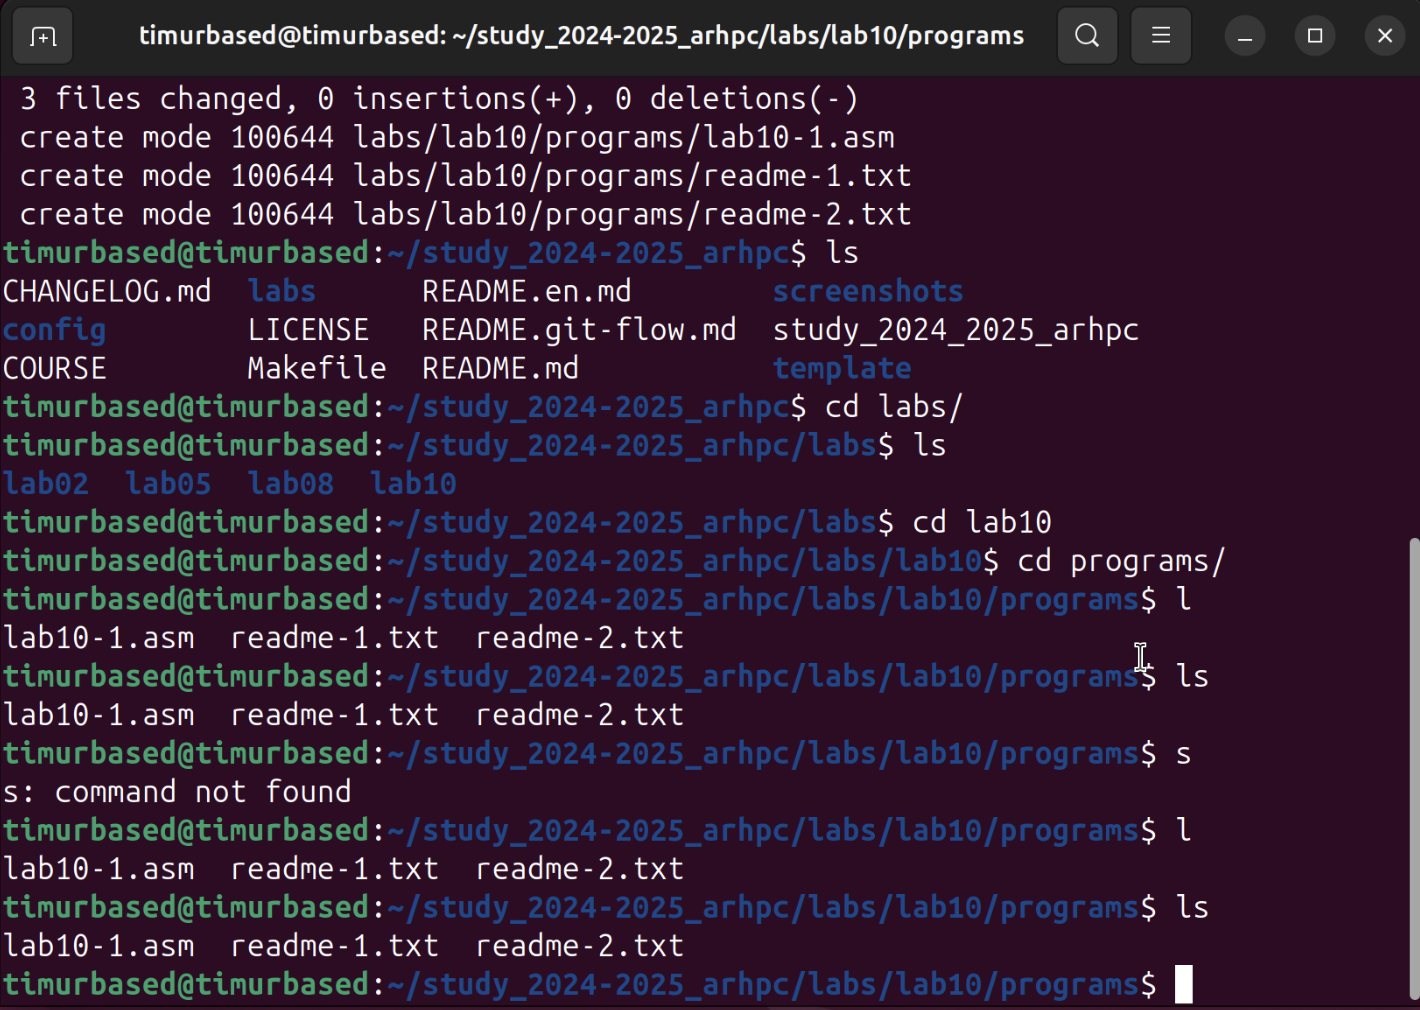 timurbased@timurbased: ~/study_2024-2025_arhpc/labs/lab10/programs
3 files changed, 0 insertions(+), 0 deletions(-)
create mode 100644 labs/lab10/programs/lab10-1.asm
create mode 100644 labs/lab10/programs/readme-1.txt
create mode 100644 labs/lab10/programs/readme-2.txt
timurbased@timurbased:~/study_2024-2025_arhpc$ ls
CHANGELOG.md  labs      README.en.md        screenshots
config        LICENSE   README.git-flow.md  study_2024_2025_arhpc
COURSE        Makefile  README.md           template
timurbased@timurbased:~/study_2024-2025_arhpc$ cd labs/
timurbased@timurbased:~/study_2024-2025_arhpc/labs$ ls
lab02  lab05  lab08  lab10
timurbased@timurbased:~/study_2024-2025_arhpc/labs$ cd lab10
timurbased@timurbased:~/study_2024-2025_arhpc/labs/lab10$ cd programs/
timurbased@timurbased:~/study_2024-2025_arhpc/labs/lab10/programs$ l
lab10-1.asm  readme-1.txt  readme-2.txt
timurbased@timurbased:~/study_2024-2025_arhpc/labs/lab10/programs$ ls
lab10-1.asm  readme-1.txt  readme-2.txt
timurbased@timurbased:~/study_2024-2025_arhpc/labs/lab10/programs$ s
s: command not found
timurbased@timurbased:~/study_2024-2025_arhpc/labs/lab10/programs$ l
lab10-1.asm  readme-1.txt  readme-2.txt
timurbased@timurbased:~/study_2024-2025_arhpc/labs/lab10/programs$ ls
lab10-1.asm  readme-1.txt  readme-2.txt
timurbased@timurbased:~/study_2024-2025_arhpc/labs/lab10/programs$